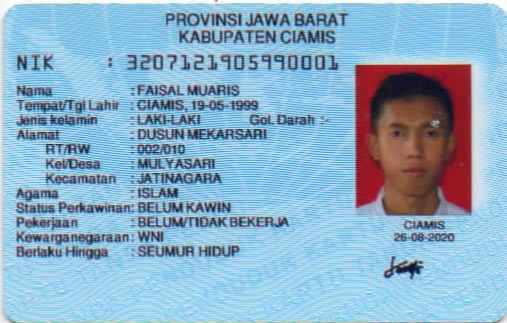 PROVINSI JAWA BARAT
KABUPATEN CIAMIS
NIK : 3207121905990001
Nama : FAISAL MUARIS
Tempat/Tgl Lahir : CIAMIS, 19-05-1999
Jenis kelamin : LAKI-LAKI Gol. Darah :-
Alamat : DUSUN MEKARSARI
RT/RW : 002/010
Kel/Desa : MULYASARI
Kecamatan : JATINAGARA
Agama : ISLAM
Status Perkawinan: BELUM KAWIN
Pekerjaan : BELUM/TIDAK BEKERJA
Kewarganegaraan: WNI
Berlaku Hingga : SEUMUR HIDUP
CIAMIS
26-08-2020